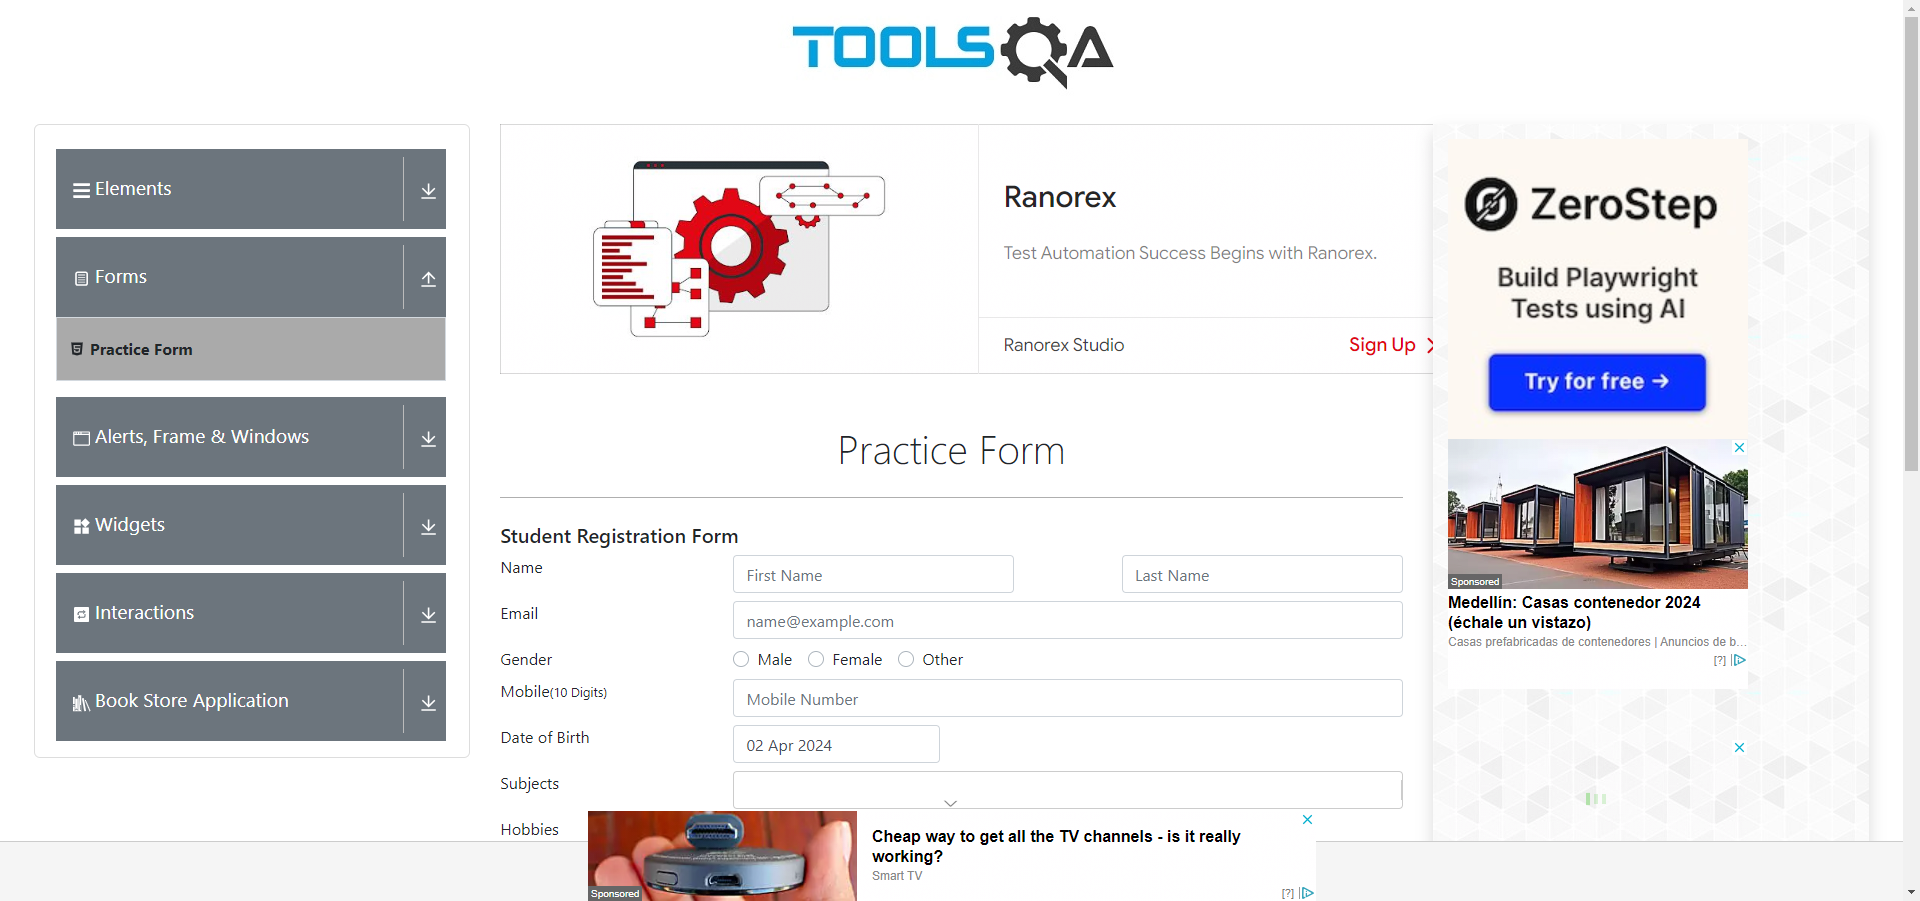 TOOLSQA
Elements
Forms
Practice Form
Alerts, Frame & Windows
Widgets
Interactions
Book Store Application
Ranorex
Test Automation Success Begins with Ranorex.
Ranorex Studio
Sign Up
Practice Form
Student Registration Form
Name
First Name
Last Name
Email
name@example.com
Gender
Male
Female
Other
Mobile(10 Digits)
Mobile Number
Date of Birth
02 Apr 2024
Subjects
Hobbies
ZeroStep
Build Playwright
Tests using AI
Try for free →
Sponsored
Medellín: Casas contenedor 2024
(échale un vistazo)
Casas prefabricadas de contenedores | Anuncios de b...
[?]
Sponsored
Cheap way to get all the TV channels - is it really
working?
Smart TV
[?]